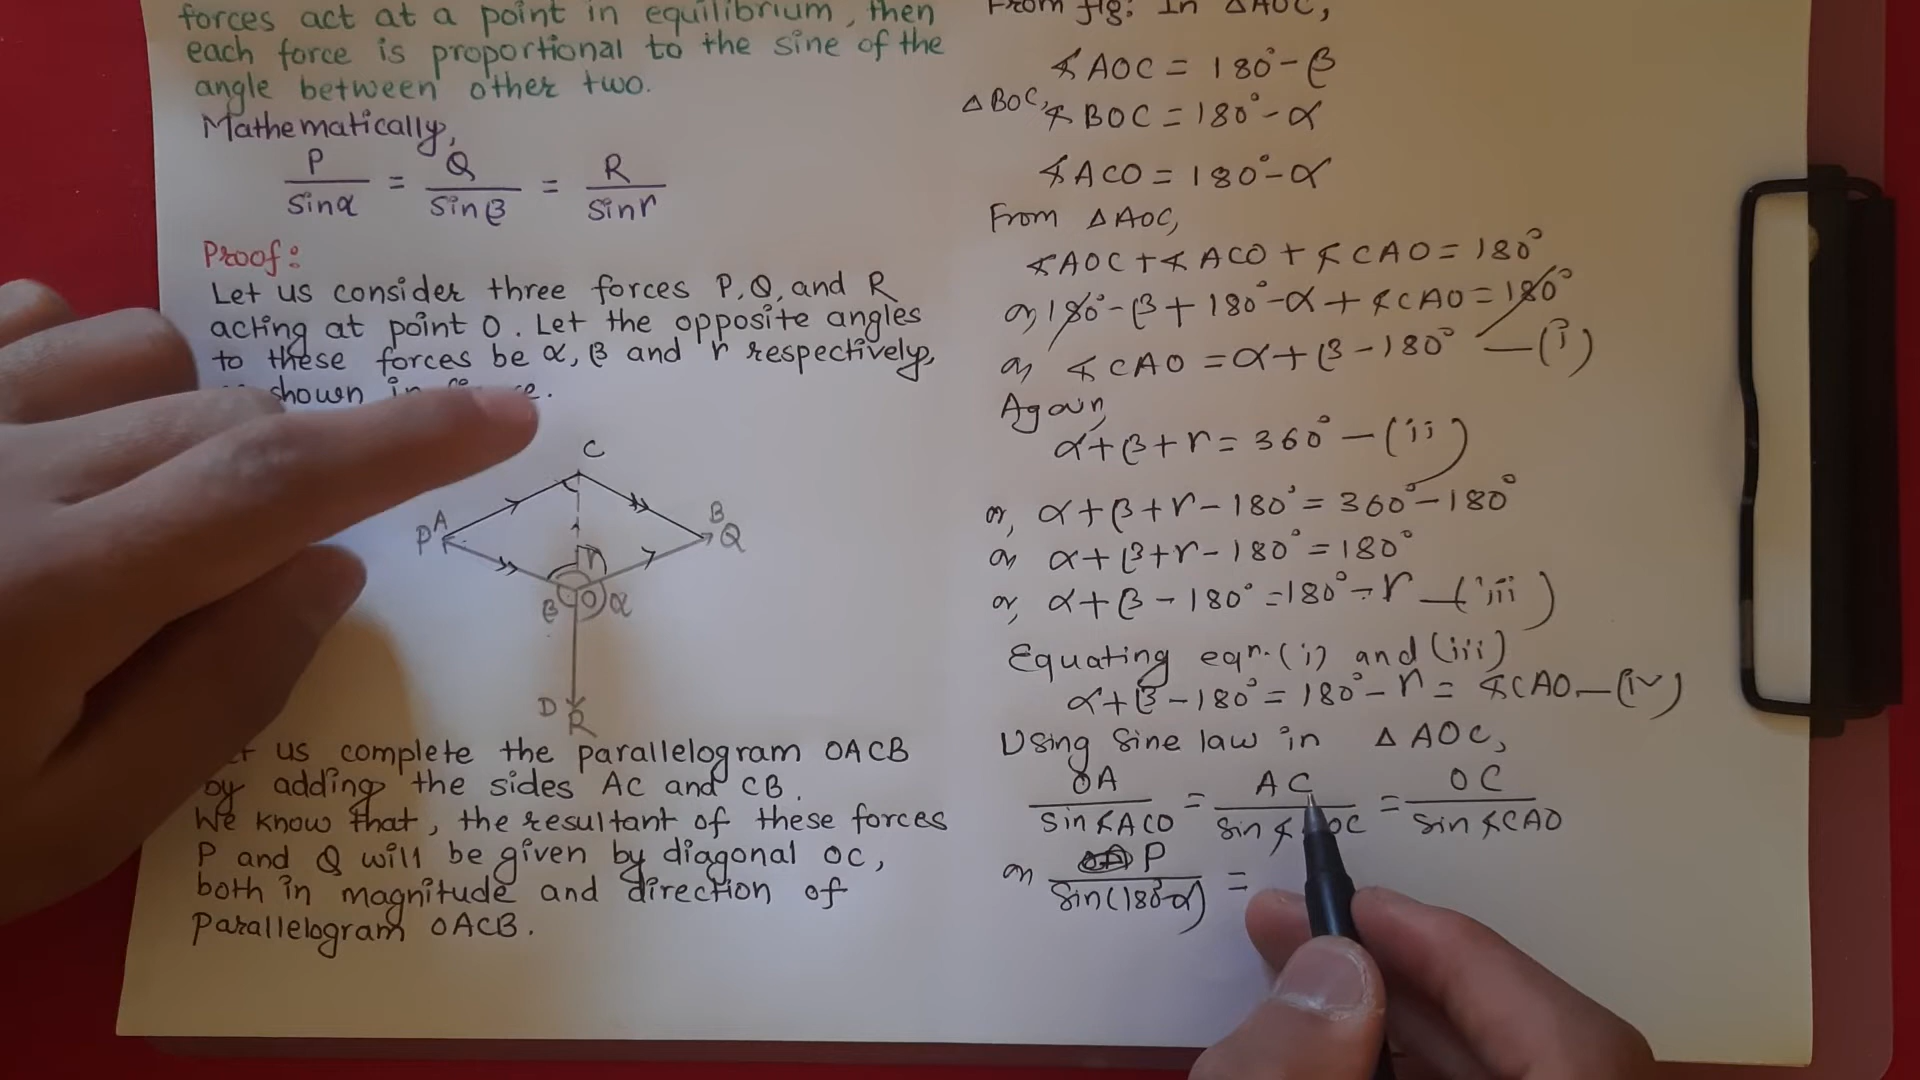 forces act at a point in equilibrium, then
each force is proportional to the sine of the
angle between other two.
Mathematically,
P/sinα = Q/sinβ = R/sinr
Proof:
Let us consider three forces P, Q, and R
acting at point O. Let the opposite angles
to these forces be α, β and r respectively,
shown in
C
A
P
B
Q
r
β
O
α
D
R
us complete the parallelogram OACB
by adding the sides AC and CB.
We know that, the resultant of these forces
P and Q will be given by diagonal OC,
both in magnitude and direction of
Parallelogram OACB.
From fig: In △AOC,
∡AOC = 180°-β
△BOC, ∡BOC = 180°-α
∡ACO = 180°-α
From △AOC,
∡AOC + ∡ACO + ∡CAO = 180°
or, 180°-β + 180°-α + ∡CAO = 180°
or, ∡CAO = α+β-180° —(i)
Again,
α+β+r = 360° —(ii)
or, α+β+r-180° = 360°-180°
or, α+β+r-180° = 180°
or, α+β-180° = 180°-r —(iii)
Equating eqn. (i) and (iii)
α+β-180° = 180°-r = ∡CAO —(iv)
Using Sine law in △AOC,
OA/sin∡ACO = AC/sin∡ OC = OC/sin∡CAO
or, P/Sin(180°-α) =